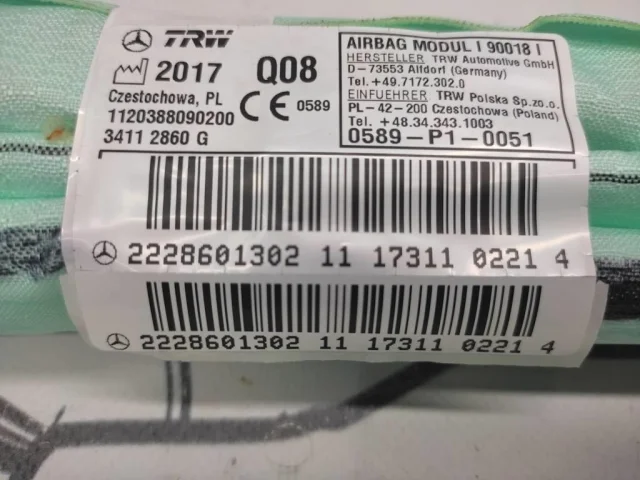 TRW
2017 Q08
Czestochowa, PL
1120388090200
34112860 G
CE 0589
AIRBAG MODUL I 90018 I
HERSTELLER TRW Automotive GmbH
D-73553 Alfdorf (Germany)
Tel.+49.7172.302.0
EINFUEHRER TRW Polska Sp.zo.o.
PL-42-200 Czestochowa (Poland)
Tel. +48.34.343.1003
0589-P1-0051
2228601302 11 17311 0221 4
2228601302 11 17311 0221 4